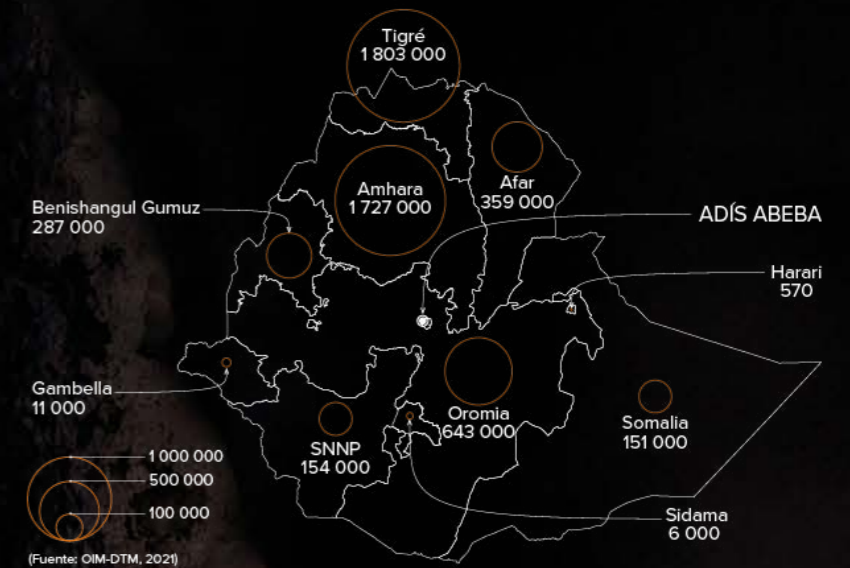 Tigré
1 803 000
Amhara
1 727 000
Afar
359 000
Benishangul Gumuz
287 000
ADÍS ABEBA
Harari
570
Gambella
11 000
SNNP
154 000
Oromia
643 000
Somalia
151 000
Sidama
6 000
1 000 000
500 000
100 000
(Fuente: OIM-DTM, 2021)